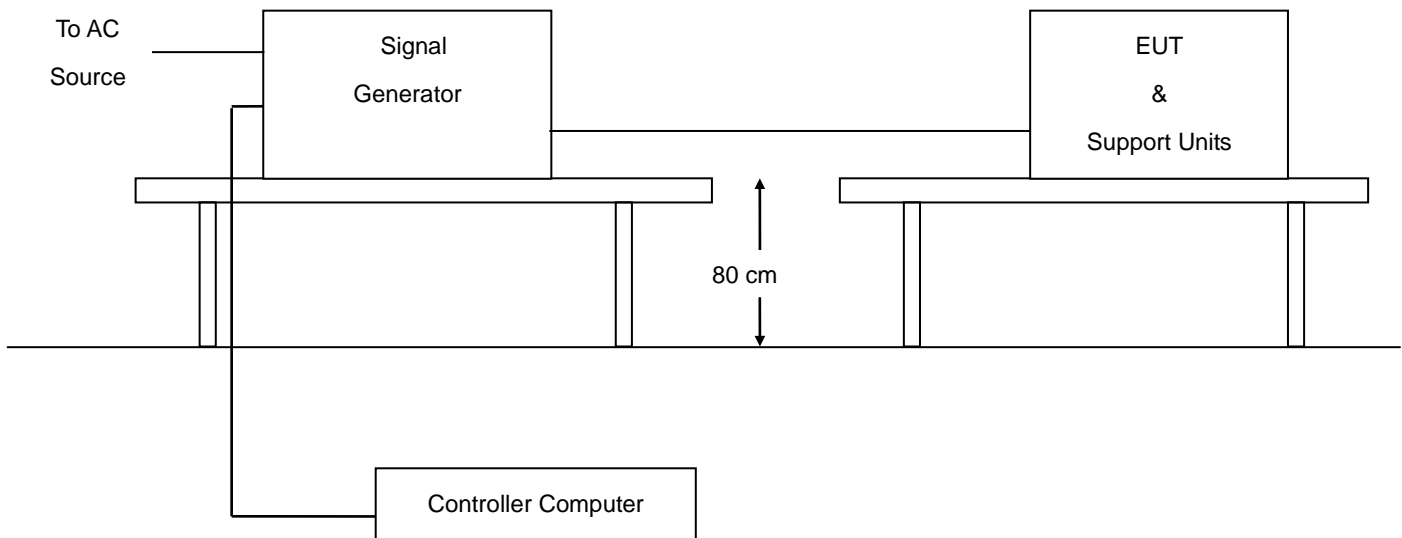 To AC
Source
Signal
Generator
EUT
&
Support Units
80 cm
Controller Computer